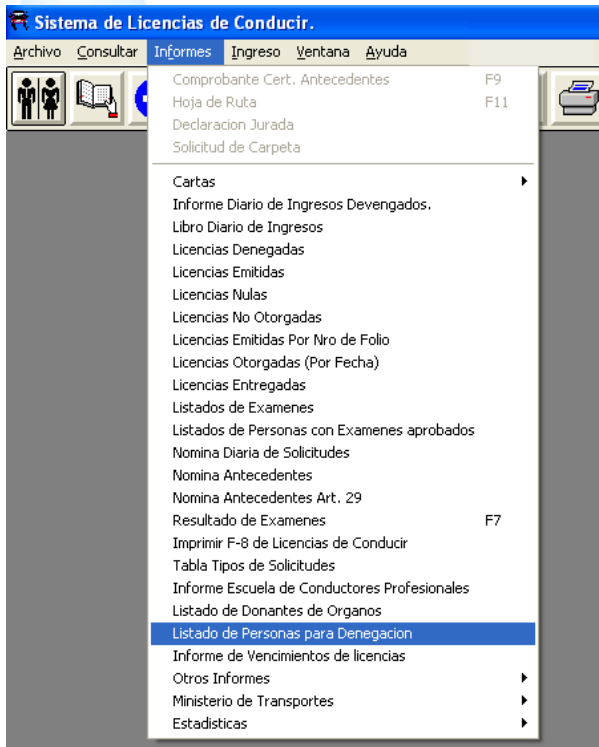 Sistema de Licencias de Conducir.
Archivo Consultar Informes Ingreso Ventana Ayuda
Comprobante Cert. Antecedentes F9
Hoja de Ruta F11
Declaracion Jurada
Solicitud de Carpeta
Cartas
Informe Diario de Ingresos Devengados.
Libro Diario de Ingresos
Licencias Denegadas
Licencias Emitidas
Licencias Nulas
Licencias No Otorgadas
Licencias Emitidas Por Nro de Folio
Licencias Otorgadas (Por Fecha)
Licencias Entregadas
Listados de Examenes
Listados de Personas con Examenes aprobados
Nomina Diaria de Solicitudes
Nomina Antecedentes
Nomina Antecedentes Art. 29
Resultado de Examenes F7
Imprimir F-8 de Licencias de Conducir
Tabla Tipos de Solicitudes
Informe Escuela de Conductores Profesionales
Listado de Donantes de Organos
Listado de Personas para Denegacion
Informe de Vencimientos de licencias
Otros Informes
Ministerio de Transportes
Estadisticas